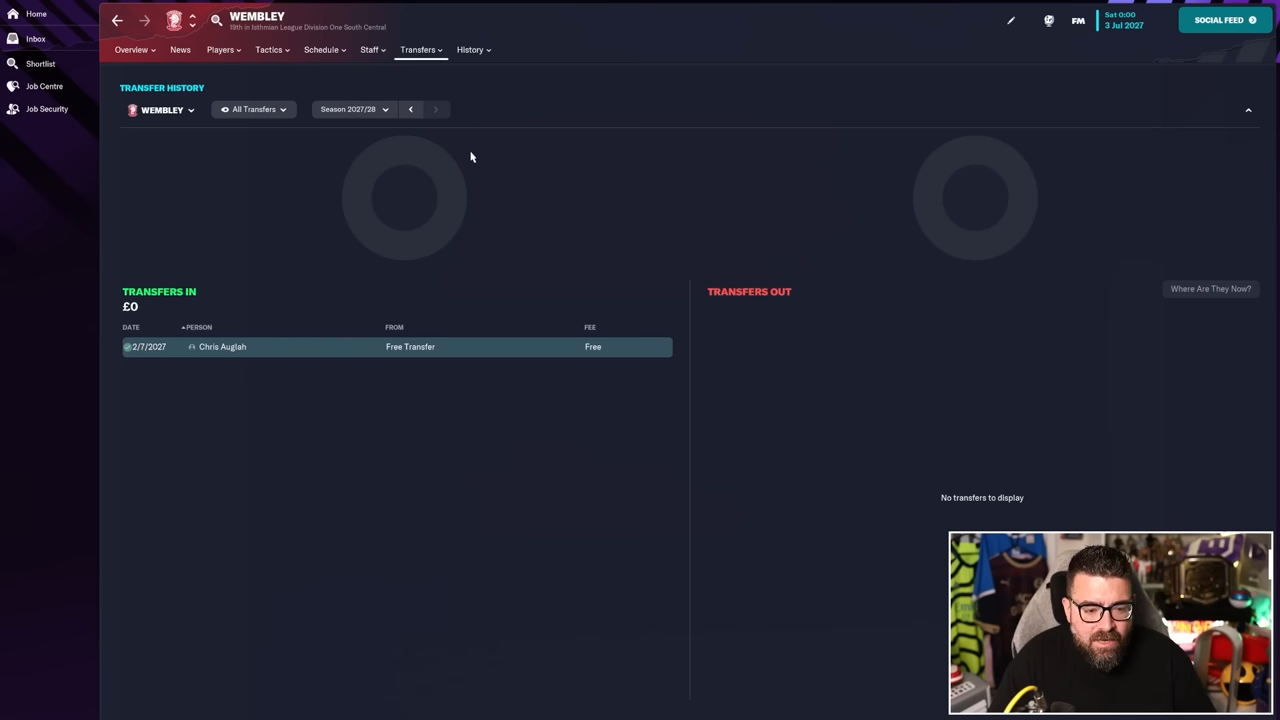 Home
Inbox
Shortlist
Job Centre
Job Security
WEMBLEY
19th in Isthmian League Division One South Central
FM
Sat 0:00
3 Jul 2027
SOCIAL FEED
Overview
News
Players
Tactics
Schedule
Staff
Transfers
History
TRANSFER HISTORY
WEMBLEY
All Transfers
Season 2027/28
TRANSFERS IN
£0
DATE PERSON FROM FEE
2/7/2027 Chris Auglah Free Transfer Free
TRANSFERS OUT
Where Are They Now?
No transfers to display